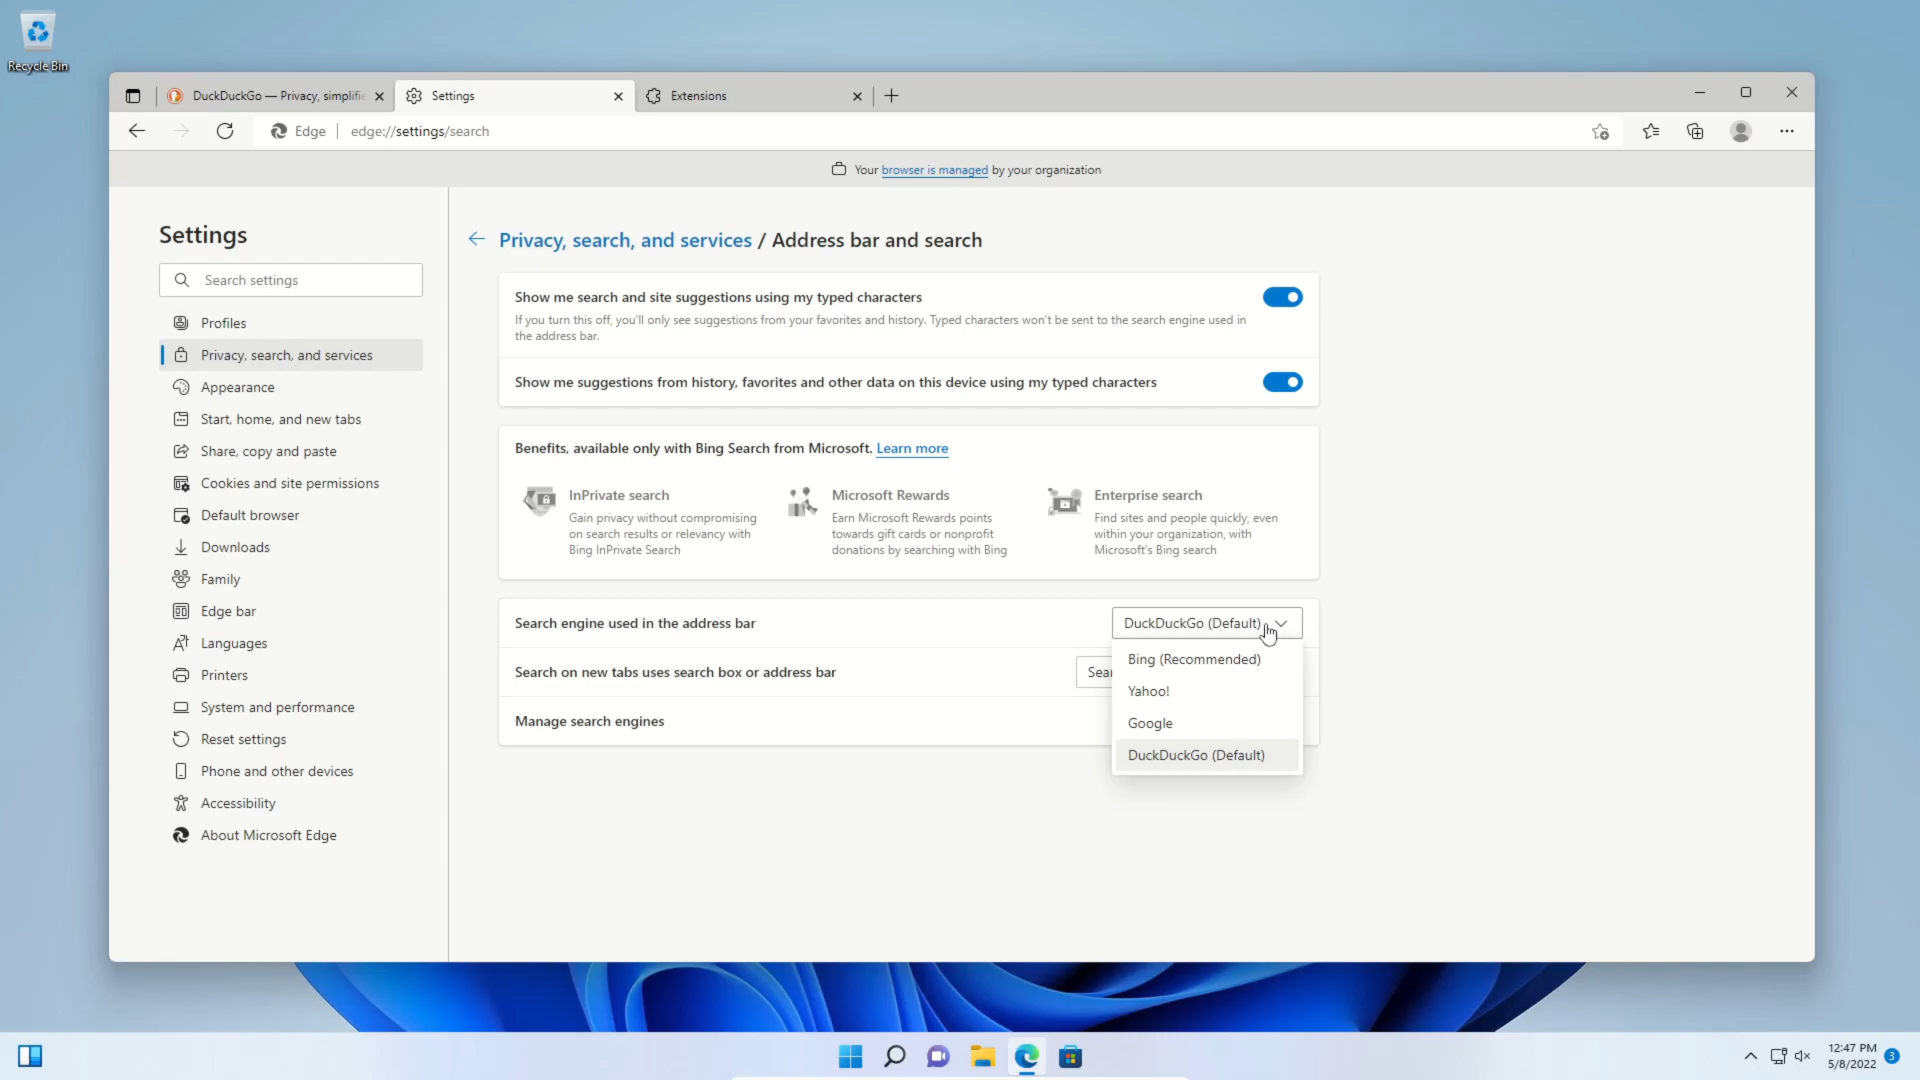 Recycle Bin
DuckDuckGo — Privacy, simplifie
Settings
Extensions
Edge
edge://settings/search
Your browser is managed by your organization
Settings
Search settings
Profiles
Privacy, search, and services
Appearance
Start, home, and new tabs
Share, copy and paste
Cookies and site permissions
Default browser
Downloads
Family
Edge bar
Languages
Printers
System and performance
Reset settings
Phone and other devices
Accessibility
About Microsoft Edge
Privacy, search, and services / Address bar and search
Show me search and site suggestions using my typed characters
If you turn this off, you'll only see suggestions from your favorites and history. Typed characters won't be sent to the search engine used in
the address bar.
Show me suggestions from history, favorites and other data on this device using my typed characters
Benefits, available only with Bing Search from Microsoft. Learn more
InPrivate search
Gain privacy without compromising
on search results or relevancy with
Bing InPrivate Search
Microsoft Rewards
Earn Microsoft Rewards points
towards gift cards or nonprofit
donations by searching with Bing
Enterprise search
Find sites and people quickly, even
within your organization, with
Microsoft's Bing search
Search engine used in the address bar
DuckDuckGo (Default)
Bing (Recommended)
Yahoo!
Google
DuckDuckGo (Default)
Search on new tabs uses search box or address bar
Sear
Manage search engines
12:47 PM
5/8/2022
3